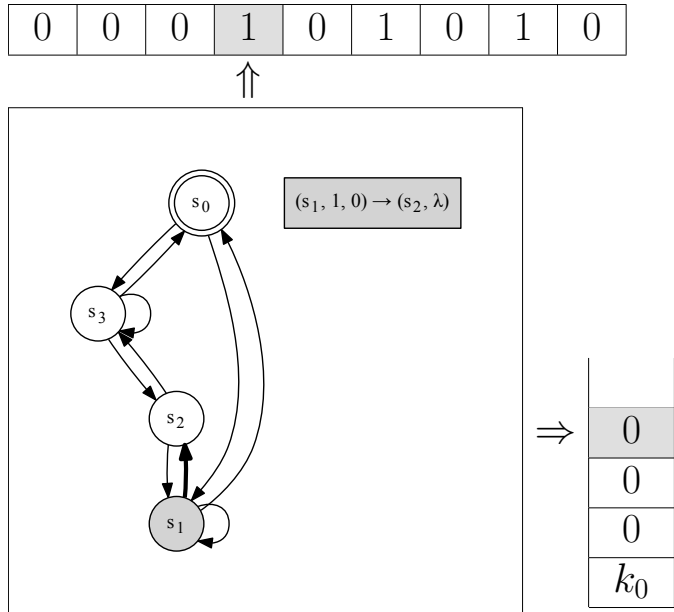 0 0 0 1 0 1 0 1 0
⇑
s₀
(s₁, 1, 0) → (s₂, λ)
s₃
s₂
⇒ 0
0
s₁
0
k₀